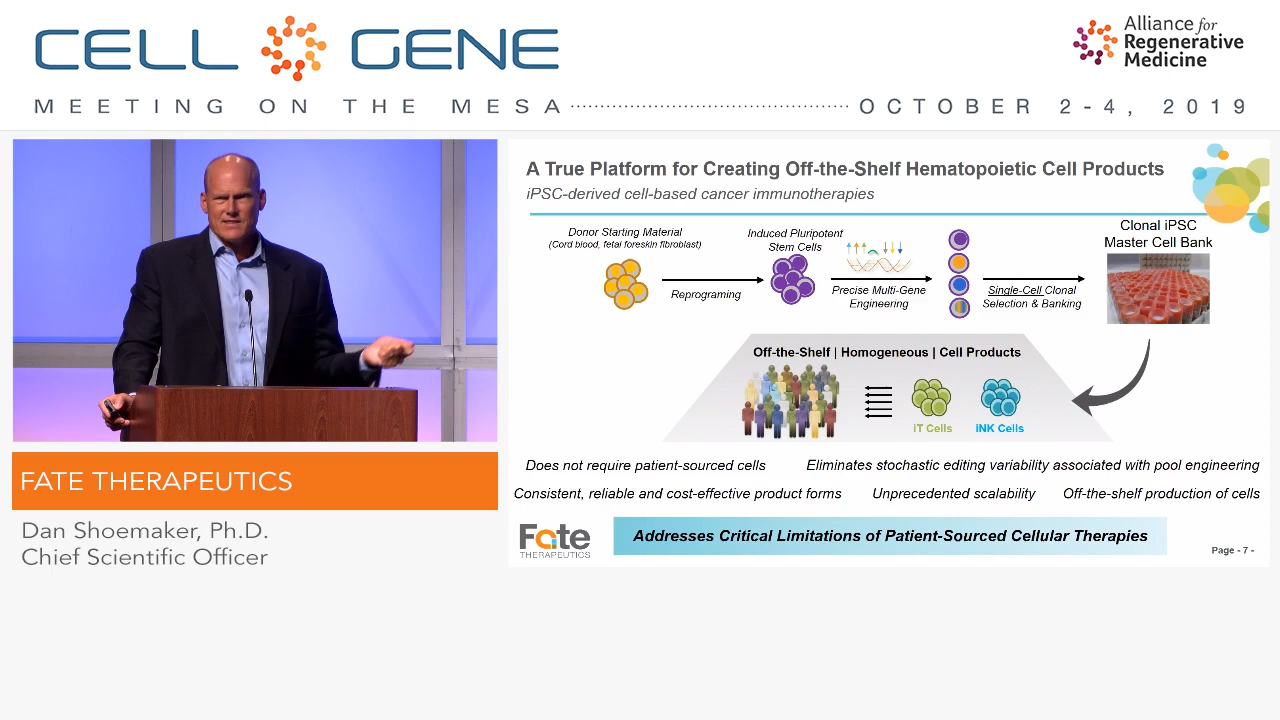 CELL GENE
Alliance for
Regenerative
Medicine
MEETING ON THE MESA OCTOBER 2-4, 2019
A True Platform for Creating Off-the-Shelf Hematopoietic Cell Products
iPSC-derived cell-based cancer immunotherapies
Donor Starting Material
(Cord blood, fetal foreskin fibroblast)
Induced Pluripotent
Stem Cells
Clonal iPSC
Master Cell Bank
Reprograming
Precise Multi-Gene
Engineering
Single-Cell Clonal
Selection & Banking
Off-the-Shelf | Homogeneous | Cell Products
iT Cells
iNK Cells
Does not require patient-sourced cells
Eliminates stochastic editing variability associated with pool engineering
Consistent, reliable and cost-effective product forms
Unprecedented scalability
Off-the-shelf production of cells
Fate
THERAPEUTICS
Addresses Critical Limitations of Patient-Sourced Cellular Therapies
Page - 7 -
FATE THERAPEUTICS
Dan Shoemaker, Ph.D.
Chief Scientific Officer